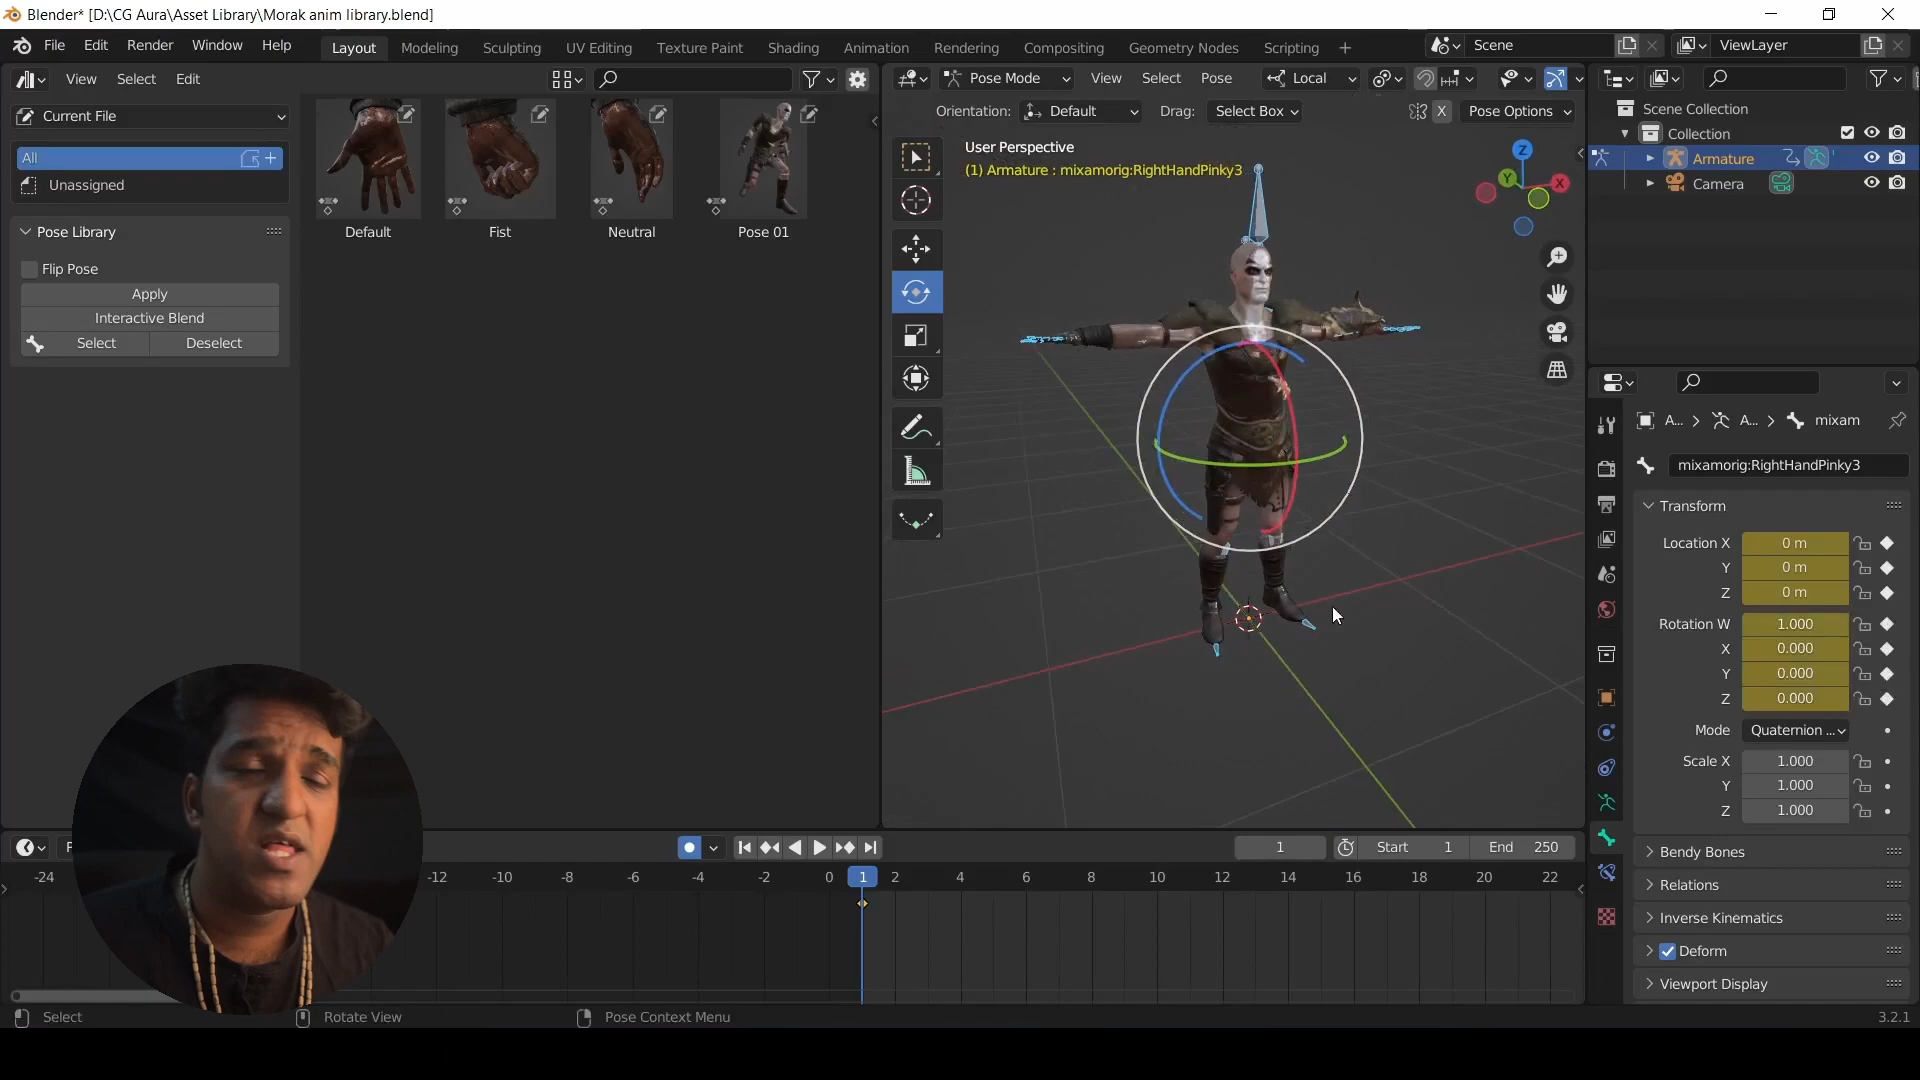 Blender* [D:\CG Aura\Asset Library\Morak anim library.blend]
File Edit Render Window Help Layout Modeling Sculpting UV Editing Texture Paint Shading Animation Rendering Compositing Geometry Nodes Scripting + Scene ViewLayer
View Select Edit Pose Mode View Select Pose Local
Current File
All
Unassigned
Pose Library
Flip Pose
Apply
Interactive Blend
Select Deselect
Default Fist Neutral Pose 01
Orientation: Default Drag: Select Box X Pose Options
User Perspective
(1) Armature : mixamorig:RightHandPinky3
Z
Y
X
Scene Collection
Collection
Armature
Camera
A... A... mixam
mixamorig:RightHandPinky3
Transform
Location X 0 m
Y 0 m
Z 0 m
Rotation W 1.000
X 0.000
Y 0.000
Z 0.000
Mode Quaternion ...
Scale X 1.000
Y 1.000
Z 1.000
Bendy Bones
Relations
Inverse Kinematics
Deform
Viewport Display
1 Start 1 End 250
-24 -12 -10 -8 -6 -4 -2 0 1 2 4 6 8 10 12 14 16 18 20 22
Select Rotate View Pose Context Menu 3.2.1